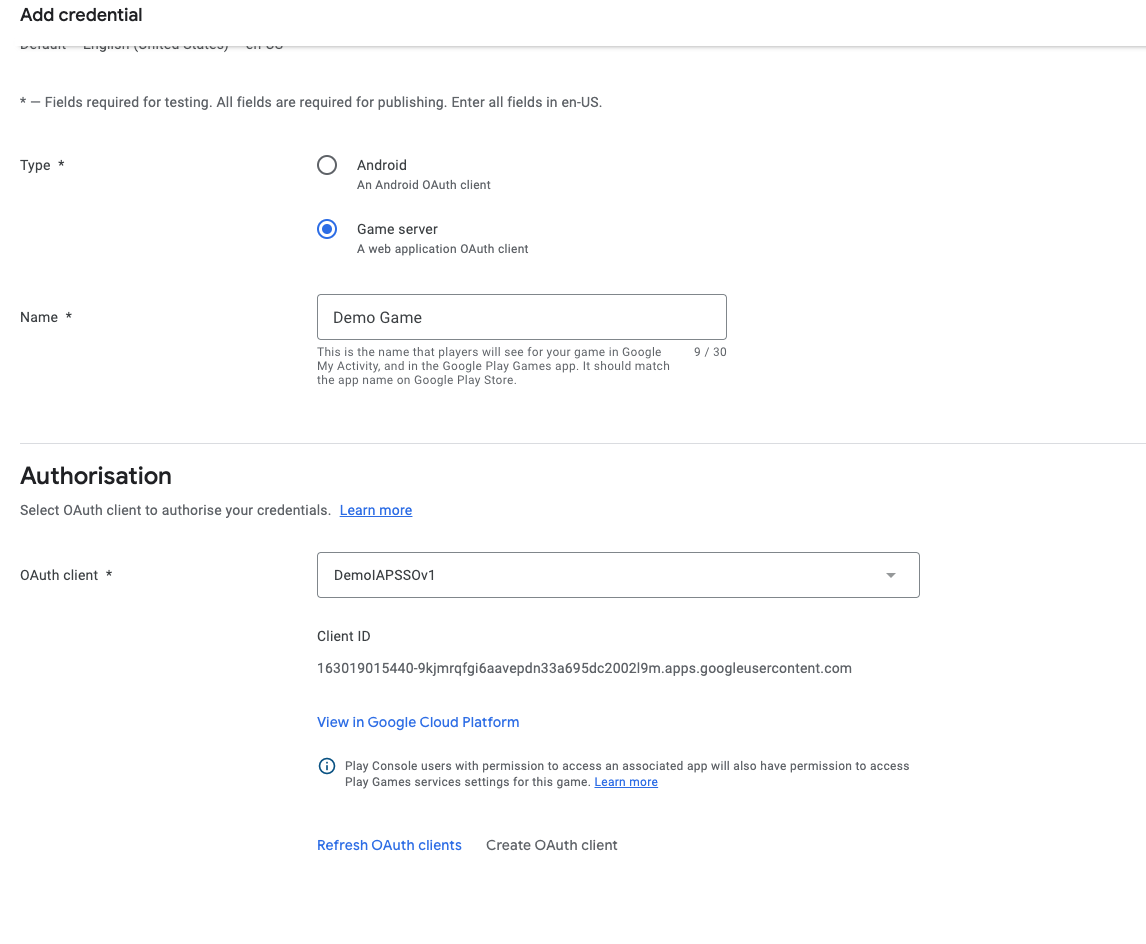 Add credential
Default – English (United States) – en-US
* — Fields required for testing. All fields are required for publishing. Enter all fields in en-US.
Type *
Android
An Android OAuth client
Game server
A web application OAuth client
Name *
Demo Game
This is the name that players will see for your game in Google
9 / 30
My Activity, and in the Google Play Games app. It should match
the app name on Google Play Store.
Authorisation
Select OAuth client to authorise your credentials. Learn more
OAuth client *
DemoIAPSSOv1
Client ID
163019015440-9kjmrqfgi6aavepdn33a695dc2002l9m.apps.googleusercontent.com
View in Google Cloud Platform
Play Console users with permission to access an associated app will also have permission to access
Play Games services settings for this game. Learn more
Refresh OAuth clients
Create OAuth client